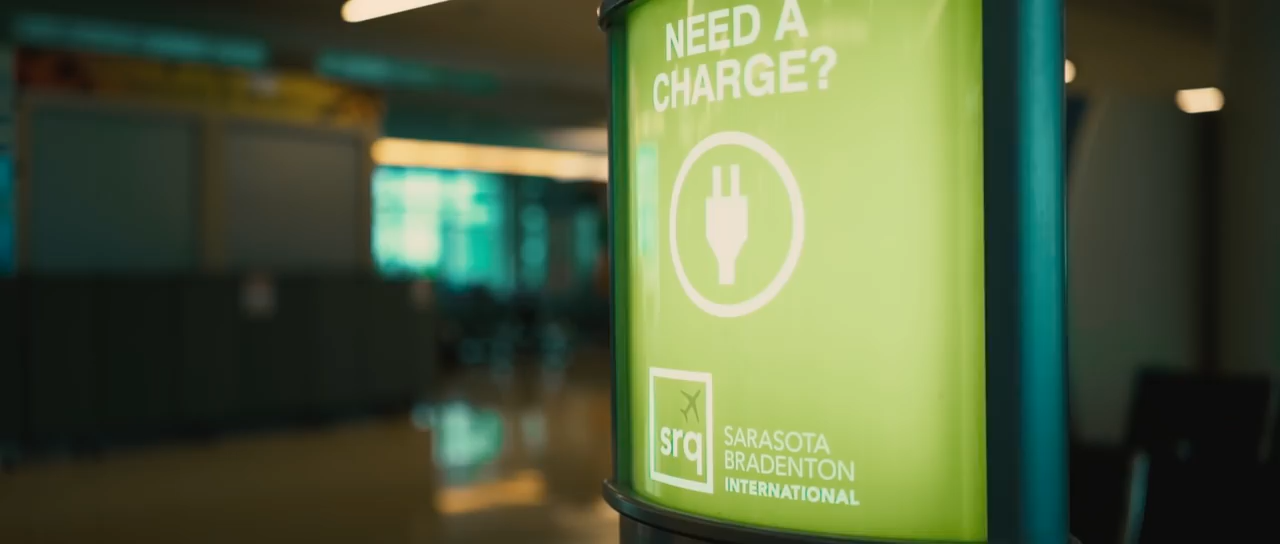 NEED A
CHARGE?
srq
SARASOTA
BRADENTON
INTERNATIONAL